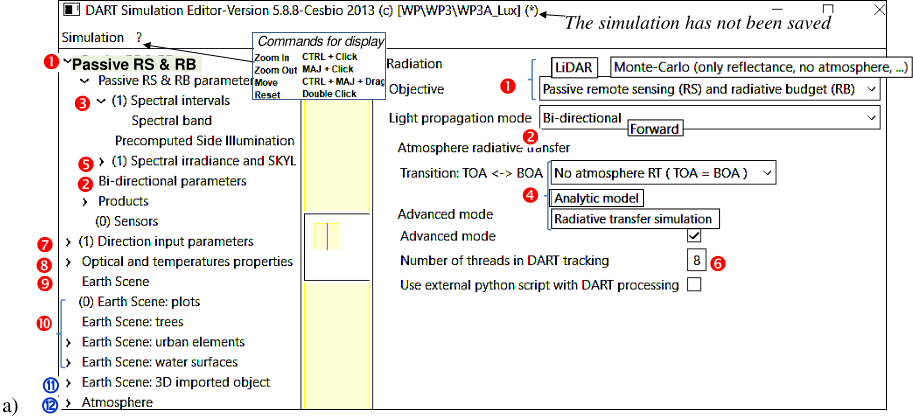 DART Simulation Editor-Version 5.8.8-Cesbio 2013 (c) [WP\WP3\WP3A_Lux] (*)
The simulation has not been saved
Simulation ?
Commands for display
Zoom In CTRL + Click
Zoom Out MAJ + Click
Move CTRL + MAJ + Drag
Reset Double Click
1 Passive RS & RB
Passive RS & RB parameter
3 (1) Spectral intervals
Spectral band
Precomputed Side Illumination
5 (1) Spectral irradiance and SKYL
2 Bi-directional parameters
Products
(0) Sensors
7 (1) Direction input parameters
8 Optical and temperatures properties
9 Earth Scene
(0) Earth Scene: plots
10 Earth Scene: trees
Earth Scene: urban elements
Earth Scene: water surfaces
11 Earth Scene: 3D imported object
a) 12 Atmosphere
Radiation
1 LiDAR Monte-Carlo (only reflectance, no atmosphere, ...)
Objective Passive remote sensing (RS) and radiative budget (RB)
Light propagation mode Bi-directional
2 Forward
Atmosphere radiative transfer
Transition: TOA <-> BOA No atmosphere RT ( TOA = BOA )
4 Analytic model
Radiative transfer simulation
Advanced mode
Advanced mode
Number of threads in DART tracking 8 6
Use external python script with DART processing